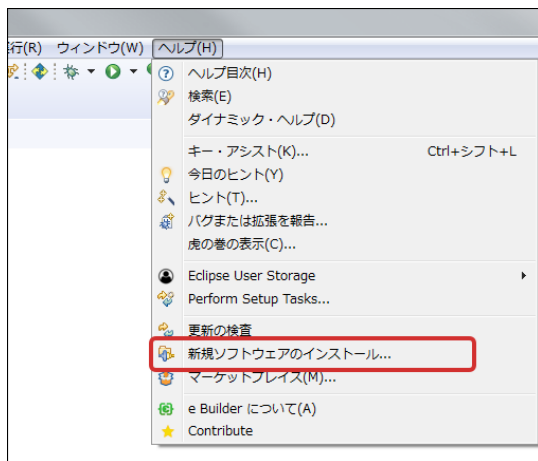 実行(R) ウィンドウ(W) ヘルプ(H)
ヘルプ目次(H)
検索(E)
ダイナミック・ヘルプ(D)
キー・アシスト(K)... Ctrl+シフト+L
今日のヒント(Y)
ヒント(T)...
バグまたは拡張を報告...
虎の巻の表示(C)...
Eclipse User Storage
Perform Setup Tasks...
更新の検査
新規ソフトウェアのインストール...
マーケットプレイス(M)...
e Builder について(A)
Contribute